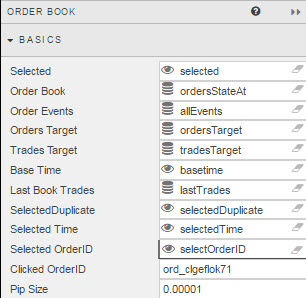 ORDER BOOK
BASICS
Selected selected
Order Book ordersStateAt
Order Events allEvents
Orders Target ordersTarget
Trades Target tradesTarget
Base Time basetime
Last Book Trades lastTrades
SelectedDuplicate selectedDuplicate
Selected Time selectedTime
Selected OrderID selectOrderID
Clicked OrderID ord_clgeflok71
Pip Size 0.00001